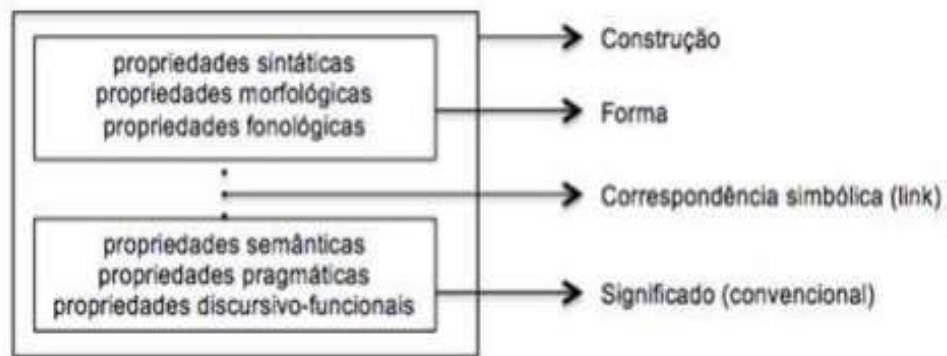 Construção
propriedades sintáticas
propriedades morfológicas
propriedades fonológicas
Forma
Correspondência simbólica (link)
propriedades semânticas
propriedades pragmáticas
propriedades discursivo-funcionais
Significado (convencional)